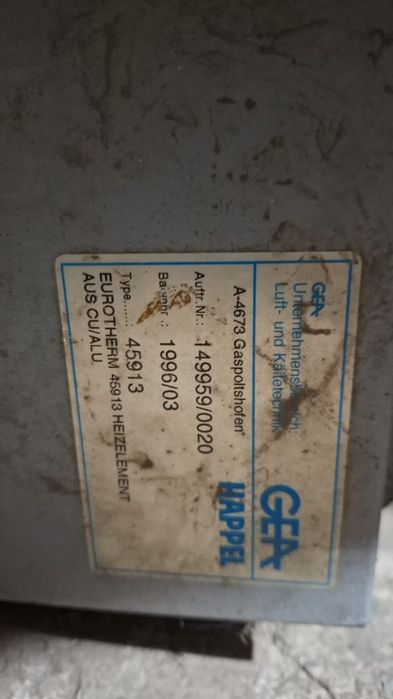 GEA
Unternehmensbereich:
Luft- und Kältetechnik
GEA
HAPPEL
A-4673 Gaspoltshofen
Auftr.Nr.: 149959/0020
Baujahr.: 1996/03
Type......: 45913
EUROTHERM 45913 HEIZELEMENT
AUS CU/ALU.